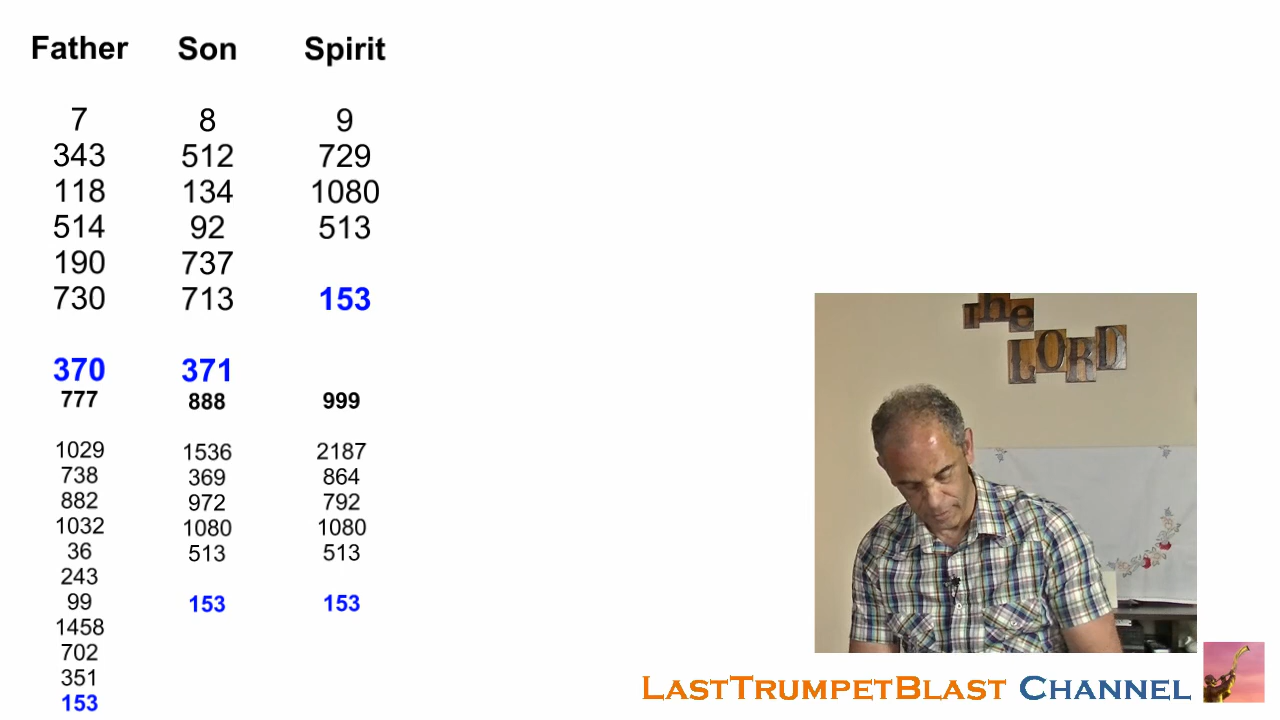 Father Son Spirit
7 8 9
343 512 729
118 134 1080
514 92 513
190 737
730 713 153
370 371
777 888 999
1029 1536 2187
738 369 864
882 972 792
1032 1080 1080
36 513 513
243
99 153 153
1458
702
351
153
The
LORD
LASTTRUMPETBLAST CHANNEL